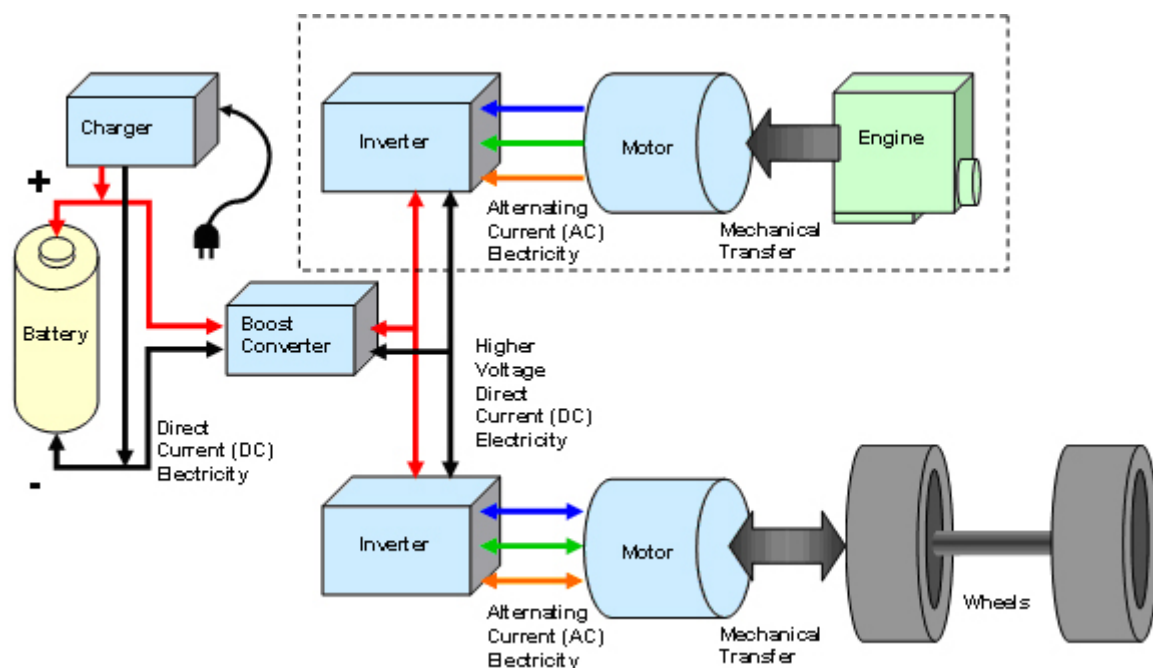 Charger
Inverter
Motor
Engine
+
Alternating
Current (AC)
Electricity
Mechanical
Transfer
Battery
Boost
Converter
Higher
Voltage
Direct
Current (DC)
Electricity
Direct
Current (DC)
Electricity
-
Inverter
Motor
Wheels
Alternating
Current (AC)
Electricity
Mechanical
Transfer